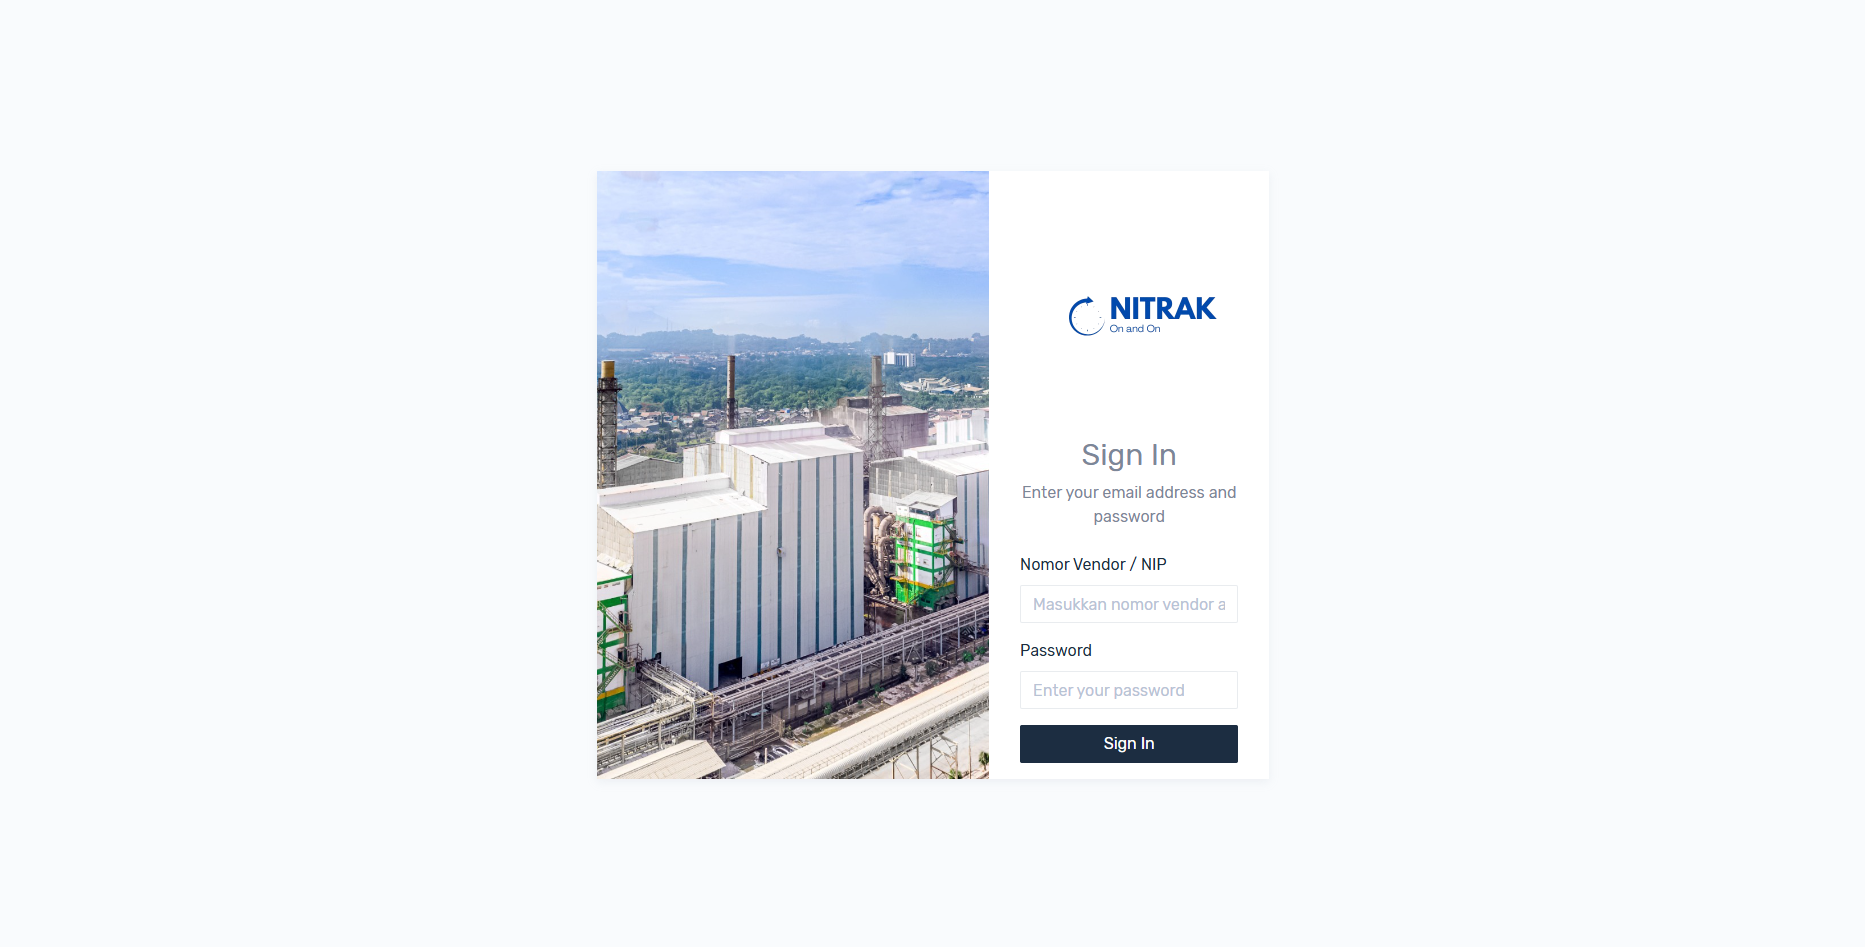 NITRAK
On and On
Sign In
Enter your email address and
password
Nomor Vendor / NIP
Masukkan nomor vendor a
Password
Enter your password
Sign In